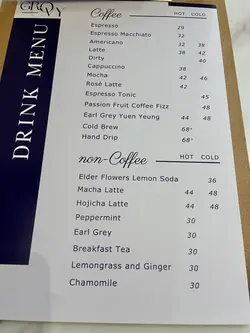 GROVY
DRINK MENU
Coffee HOT COLD
Espresso 29
Espresso Macchiato 32
Americano 32 38
Latte 38 42
Dirty 40
Cappuccino 38
Mocha 42 46
Rosé Latte 42
Espresso Tonic 45
Passion Fruit Coffee Fizz 48
Earl Grey Yuen Yeung 44 48
Cold Brew 68+
Hand Drip 68+
non-Coffee HOT COLD
Elder Flowers Lemon Soda 36
Macha Latte 44 48
Hojicha Latte 44 48
Peppermint 30
Earl Grey 30
Breakfast Tea 30
Lemongrass and Ginger 30
Chamomile 30